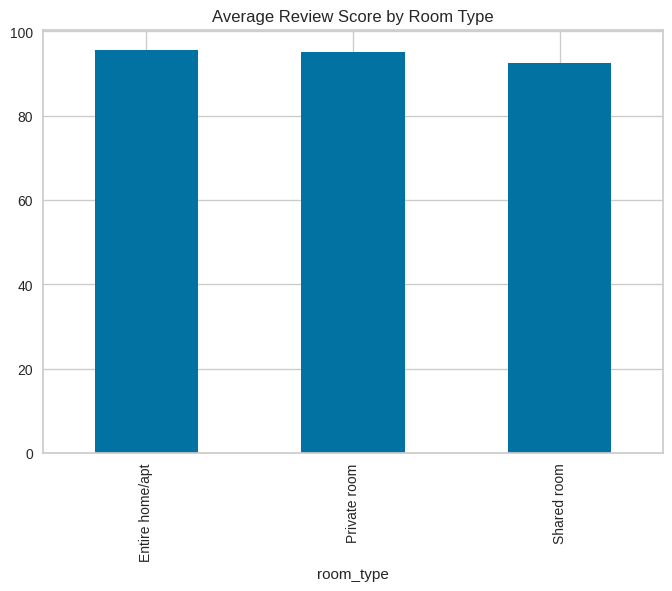 Average Review Score by Room Type
100
80
60
40
20
0
Entire home/apt
Private room
Shared room
room_type